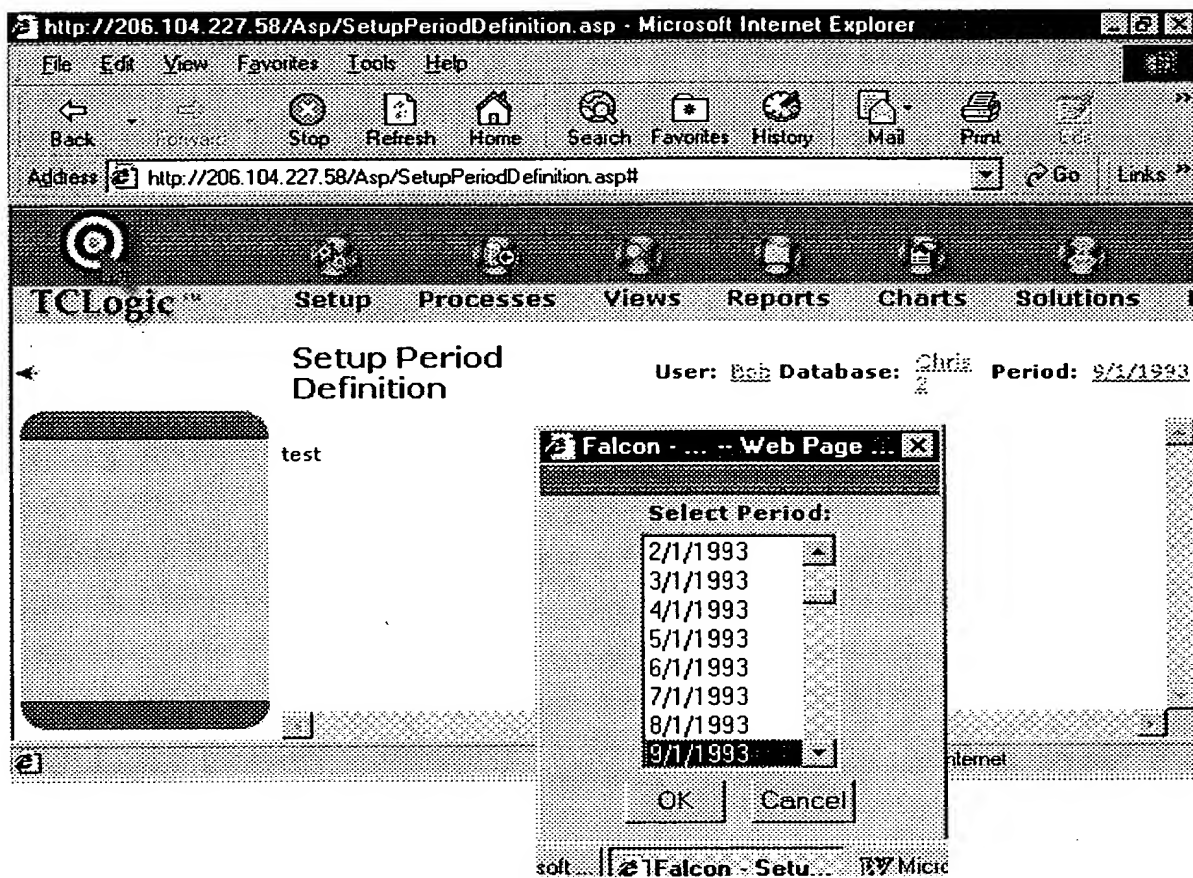 http://206.104.227.58/Asp/SetupPeriodDefinition.asp - Microsoft Internet Explorer
File Edit View Favorites Tools Help
Back Forward Stop Refresh Home Search Favorites History Mail Print Edit
Address http://206.104.227.58/Asp/SetupPeriodDefinition.asp# Go Links »
TCLogic™ Setup Processes Views Reports Charts Solutions
Setup Period
Definition
User: Bob Database: Chris
2
Period: 9/1/1993
test
Falcon - ... -- Web Page ...
Select Period:
2/1/1993
3/1/1993
4/1/1993
5/1/1993
6/1/1993
7/1/1993
8/1/1993
9/1/1993
OK Cancel
nternet
soft... Falcon - Setu... Micro